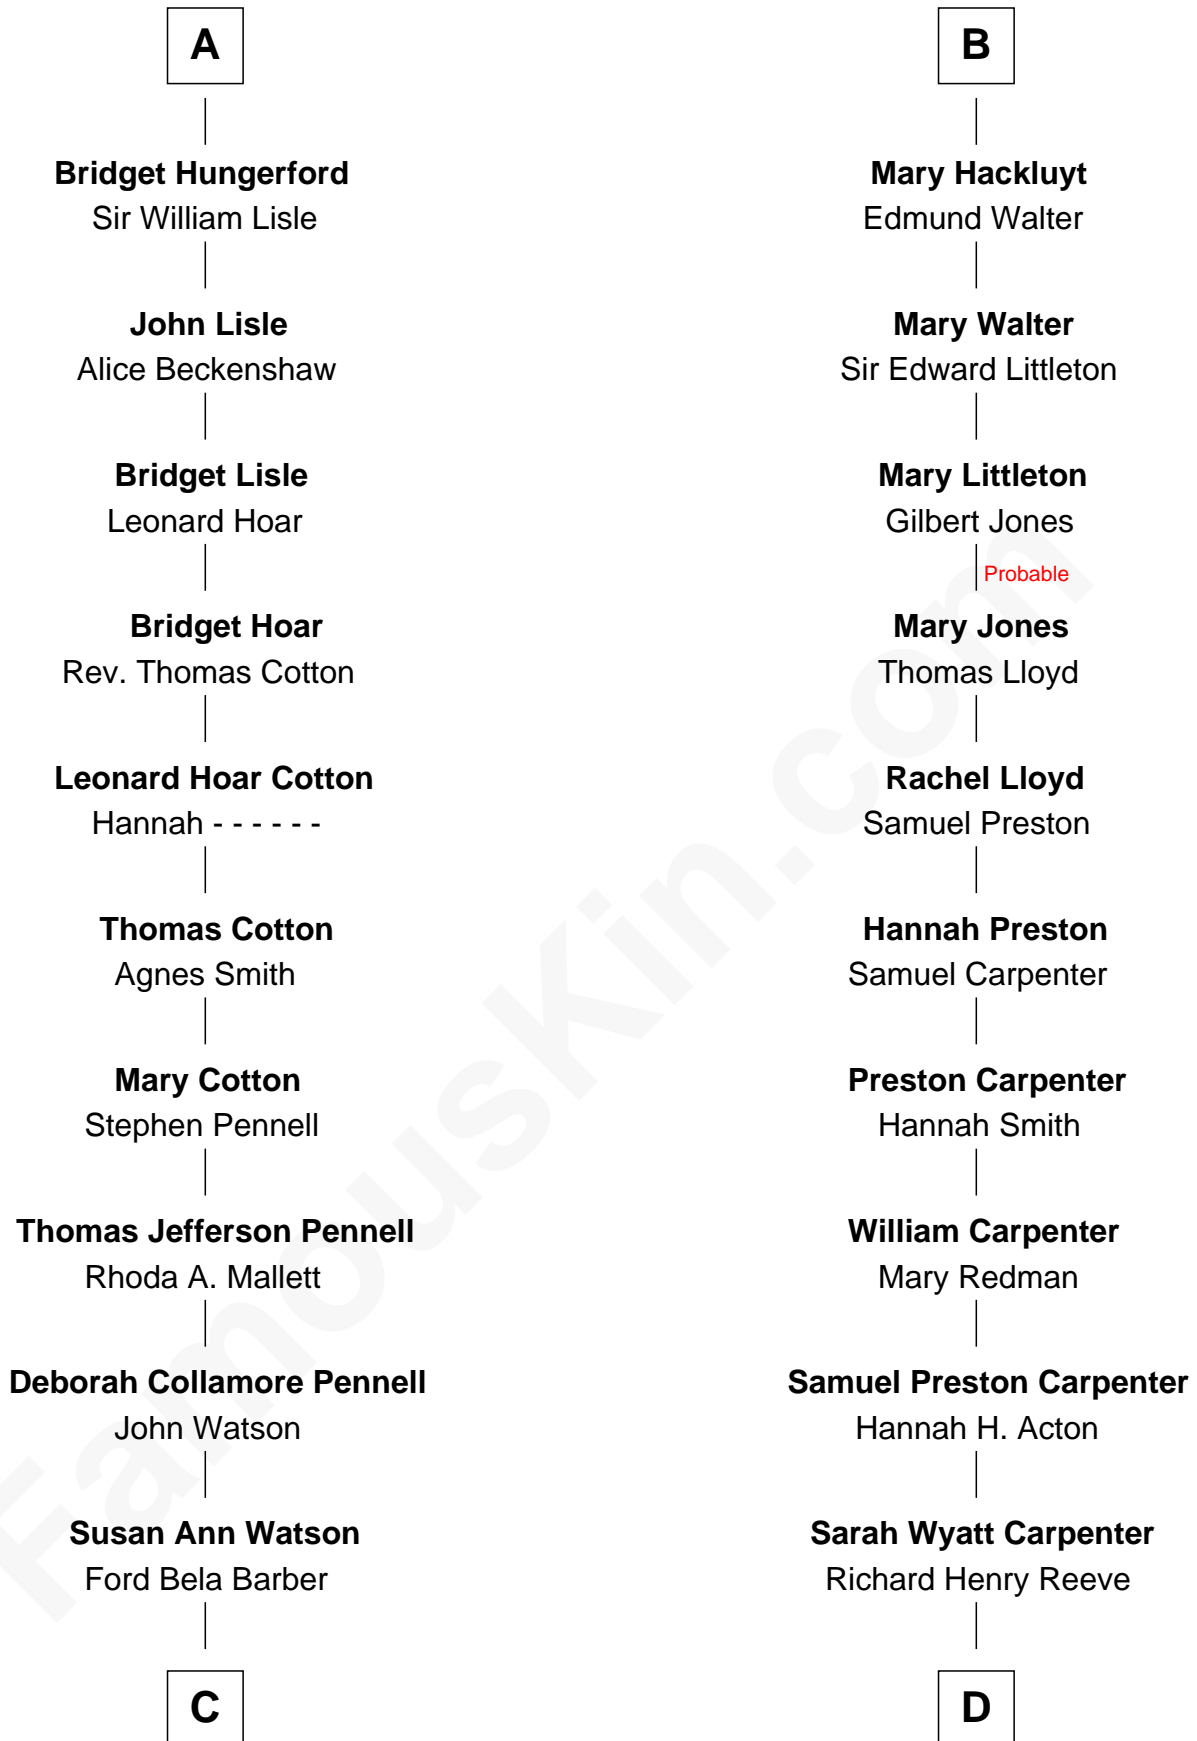 A
Bridget Hungerford
Sir William Lisle
John Lisle
Alice Beckenshaw
Bridget Lisle
Leonard Hoar
Bridget Hoar
Rev. Thomas Cotton
Leonard Hoar Cotton
Hannah - - - - - -
Thomas Cotton
Agnes Smith
Mary Cotton
Stephen Pennell
Thomas Jefferson Pennell
Rhoda A. Mallett
Deborah Collamore Pennell
John Watson
Susan Ann Watson
Ford Bela Barber
C
B
Mary Hackluyt
Edmund Walter
Mary Walter
Sir Edward Littleton
Mary Littleton
Gilbert Jones
Probable
Mary Jones
Thomas Lloyd
Rachel Lloyd
Samuel Preston
Hannah Preston
Samuel Carpenter
Preston Carpenter
Hannah Smith
William Carpenter
Mary Redman
Samuel Preston Carpenter
Hannah H. Acton
Sarah Wyatt Carpenter
Richard Henry Reeve
D
FamousKin.com